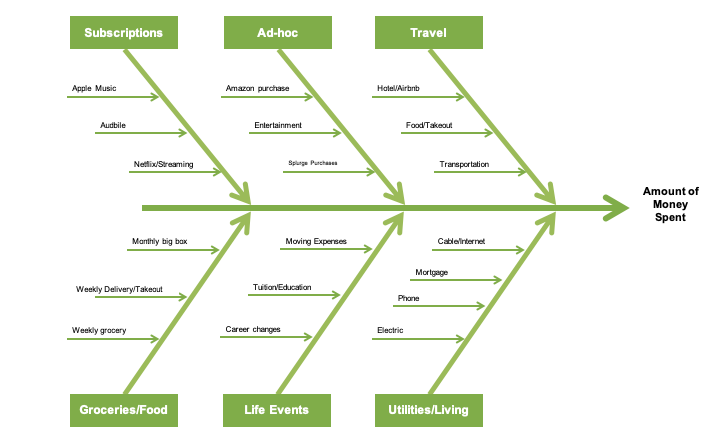 Subscriptions
Ad-hoc
Travel
Apple Music
Amazon purchase
Hotel/Airbnb
Audbile
Entertainment
Food/Takeout
Netflix/Streaming
Splurge Purchases
Transportation
Amount of
Money
Spent
Monthly big box
Moving Expenses
Cable/Internet
Mortgage
Weekly Delivery/Takeout
Tuition/Education
Phone
Weekly grocery
Career changes
Electric
Groceries/Food
Life Events
Utilities/Living